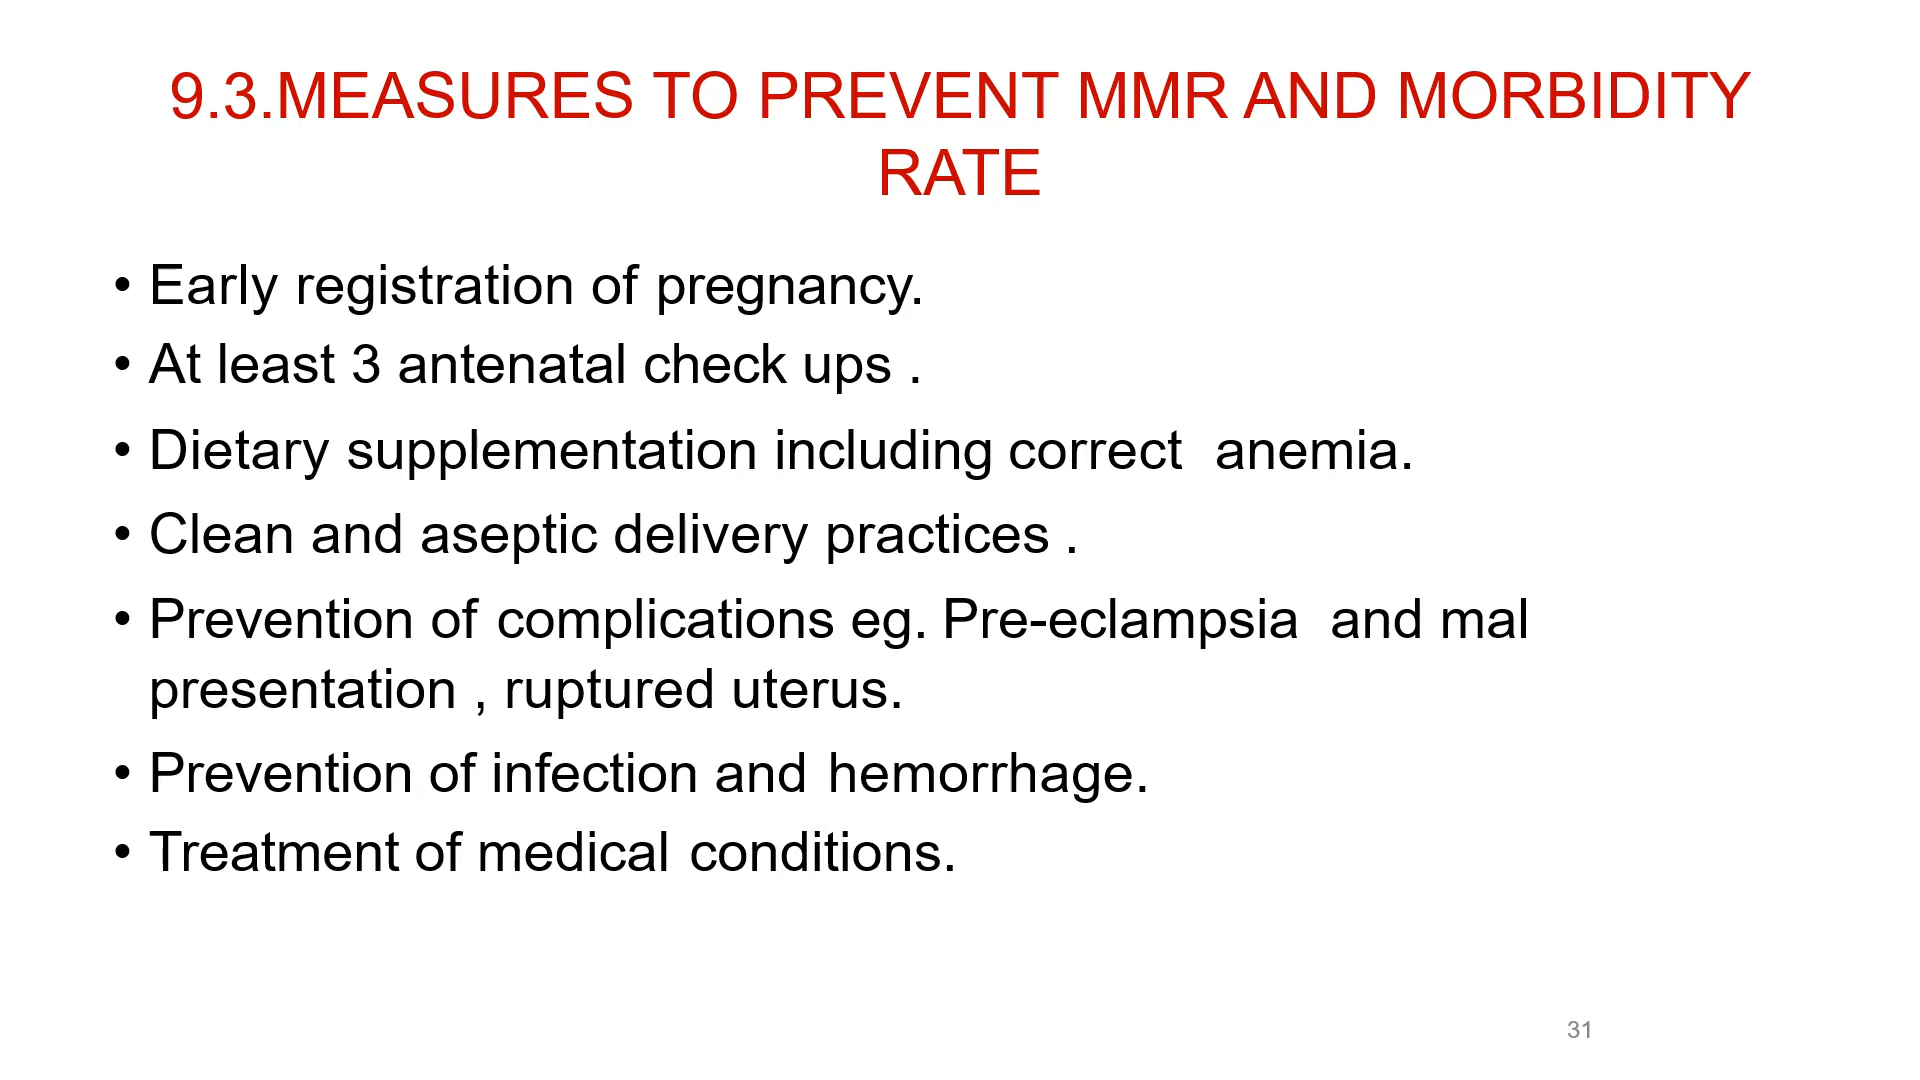 9.3.MEASURES TO PREVENT MMR AND MORBIDITY
RATE
• Early registration of pregnancy.
• At least 3 antenatal check ups .
• Dietary supplementation including correct  anemia.
• Clean and aseptic delivery practices .
• Prevention of complications eg. Pre-eclampsia  and mal
presentation , ruptured uterus.
• Prevention of infection and hemorrhage.
• Treatment of medical conditions.
31